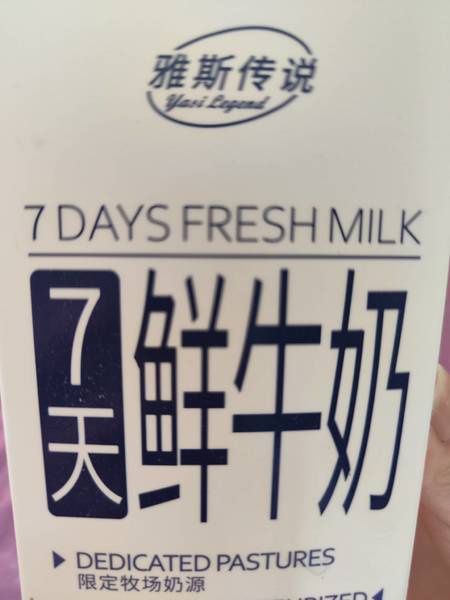 雅斯传说
Yasi Legend
7 DAYS FRESH MILK
7天 鲜牛奶
DEDICATED PASTURES
限定牧场奶源